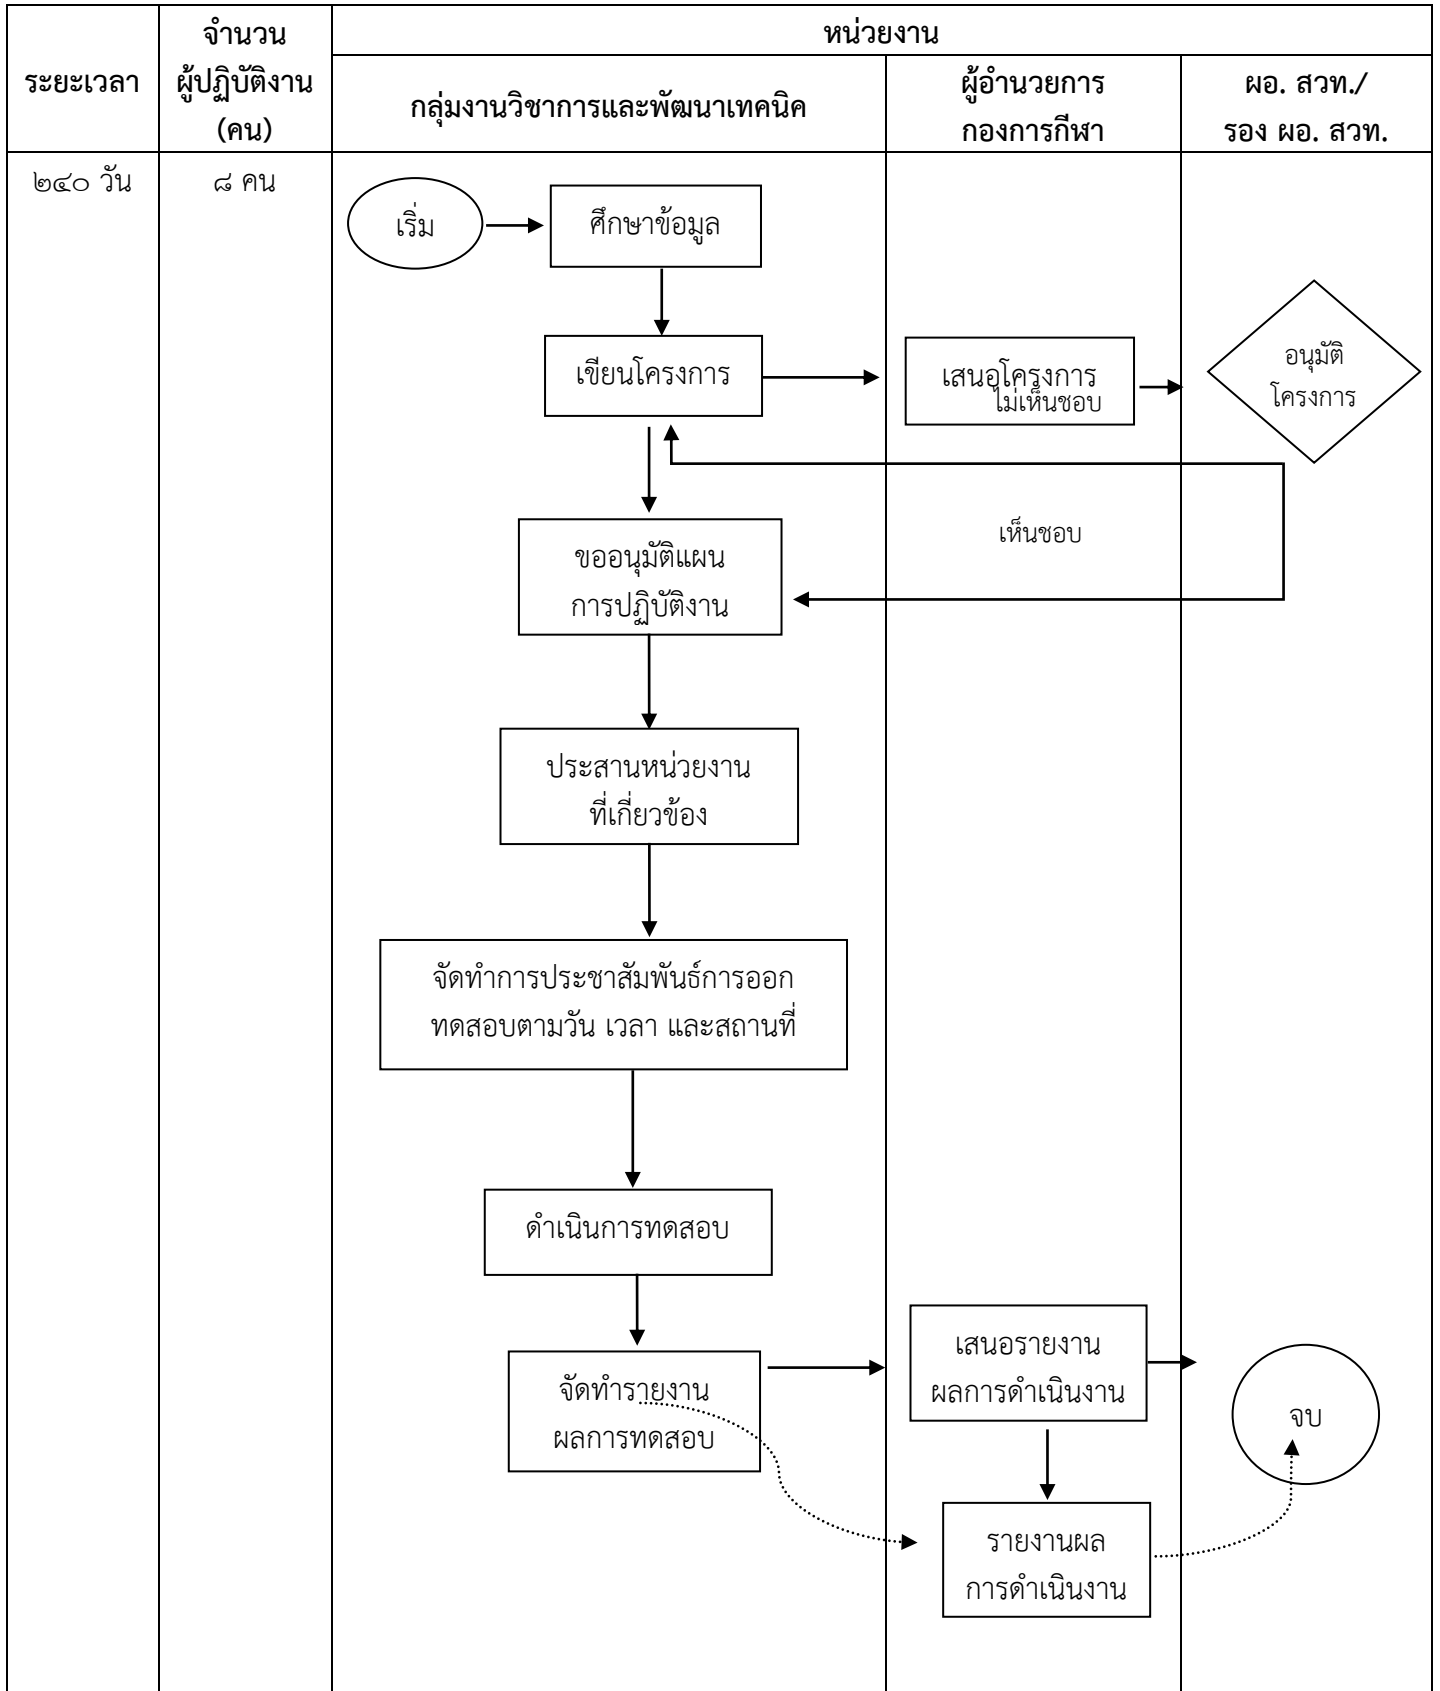 ระยะเวลา
จำนวน
ผู้ปฏิบัติงาน
(คน)
หน่วยงาน
กลุ่มงานวิชาการและพัฒนาเทคนิค
ผู้อำนวยการ
กองการกีฬา
ผอ. สวท./
รอง ผอ. สวท.
๒๔๐ วัน
๘ คน
เริ่ม
ศึกษาข้อมูล
เขียนโครงการ
เสนอโครงการ
ไม่เห็นชอบ
อนุมัติ
โครงการ
เห็นชอบ
ขออนุมัติแผน
การปฏิบัติงาน
ประสานหน่วยงาน
ที่เกี่ยวข้อง
จัดทำการประชาสัมพันธ์การออก
ทดสอบตามวัน เวลา และสถานที่
ดำเนินการทดสอบ
จัดทำรายงาน
ผลการทดสอบ
เสนอรายงาน
ผลการดำเนินงาน
จบ
รายงานผล
การดำเนินงาน